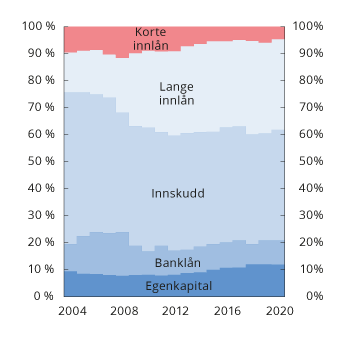 100 % 100%
Korte
innlån
90 % 90%
80 % 80%
Lange
innlån
70 % 70%
60 % 60%
50 % 50%
40 % 40%
Innskudd
30 % 30%
20 % 20%
Banklån
10 % 10%
Egenkapital
0 % 0%
2004 2008 2012 2016 2020